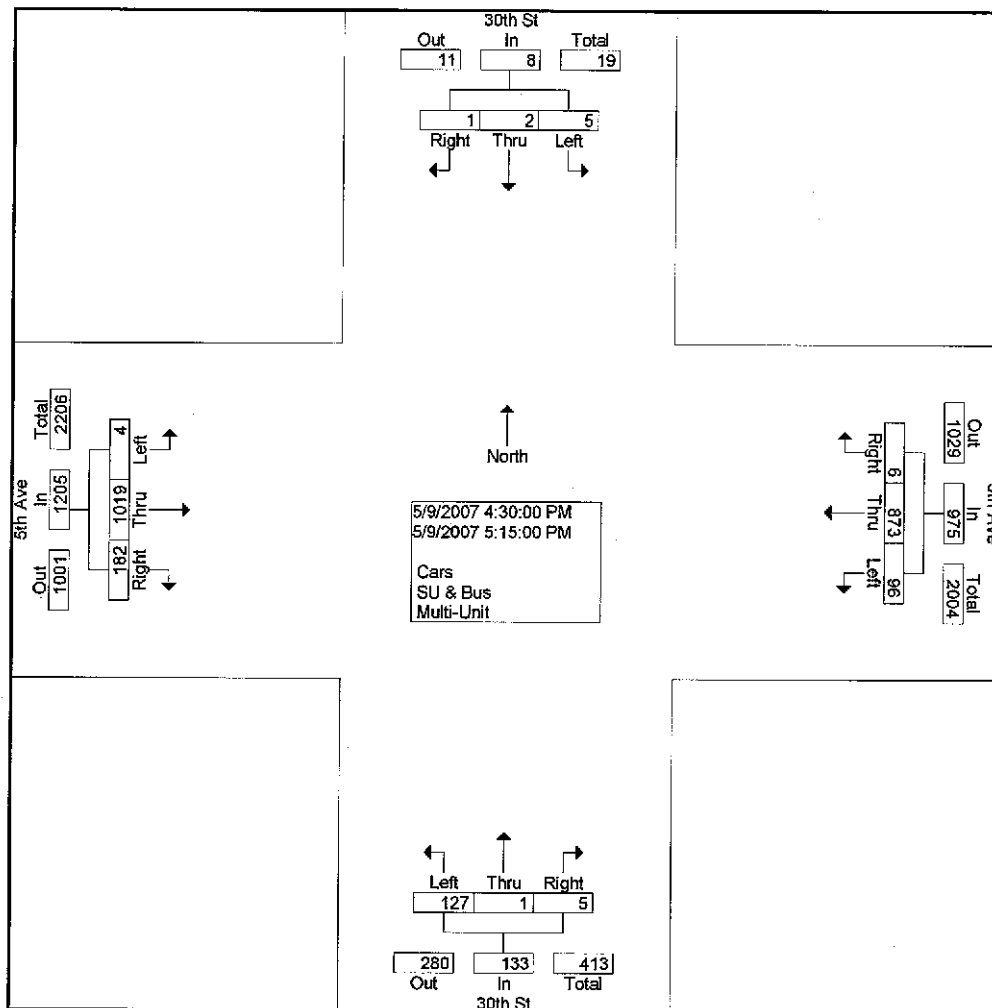 30th St
Out In Total
11 8 19
1 2 5
Right Thru Left
Total In Out
2206 1205 1001
4 1019 182
Left Thru Right
5th Ave
North
5/9/2007 4:30:00 PM
5/9/2007 5:15:00 PM
Cars
SU & Bus
Multi-Unit
Right Thru Left
6 873 96
Out In Total
1029 975 2004
Ave
Left Thru Right
127 1 5
280 133 413
Out In Total
30th St